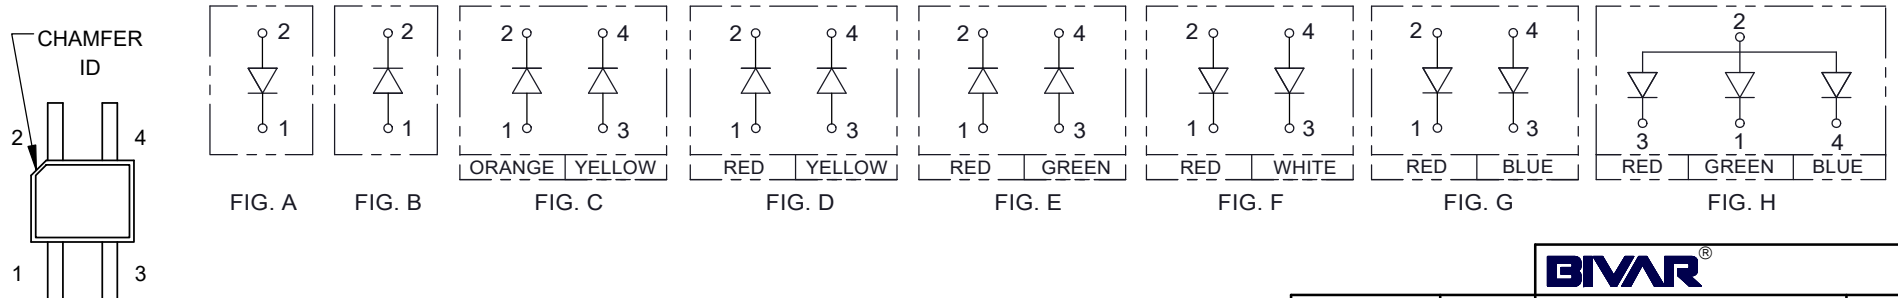 CHAMFER
ID
2 4
1 3
2
1
FIG. A
2
1
FIG. B
2 4
1 3
ORANGE YELLOW
FIG. C
2 4
1 3
RED YELLOW
FIG. D
2 4
1 3
RED GREEN
FIG. E
2 4
1 3
RED WHITE
FIG. F
2 4
1 3
RED BLUE
FIG. G
2
3 1 4
RED GREEN BLUE
FIG. H
BIVAR®